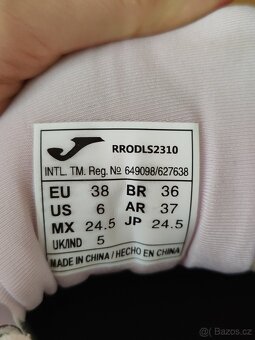 RRODLS2310
INTL. TM. Reg. № 649098/627638
EU 38 BR 36
US 6 AR 37
MX 24.5 JP 24.5
UK/IND 5
MADE IN CHINA / HECHO EN CHINA
Bazos.cz